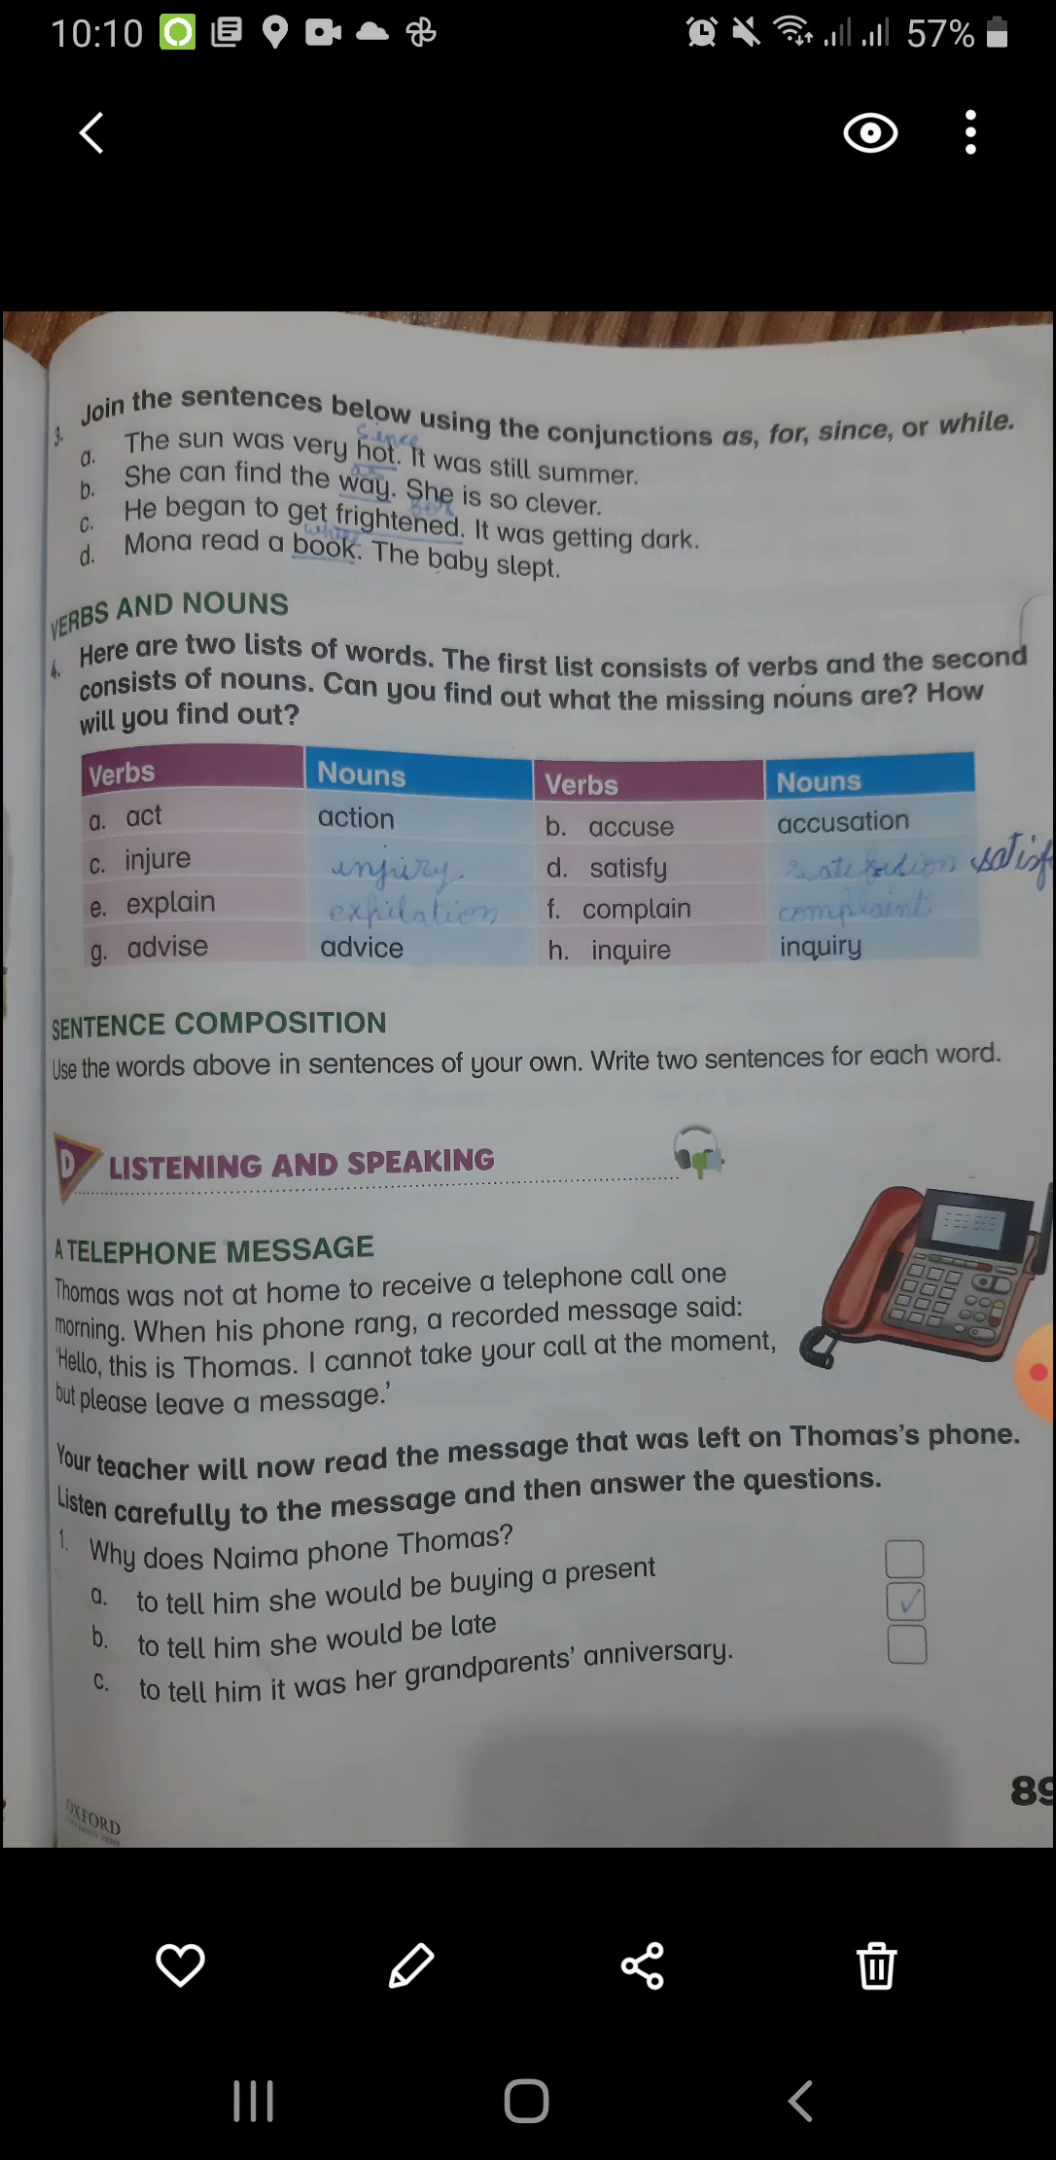 10:10
57%
3. Join the sentences below using the conjunctions as, for, since, or while.
since
a. The sun was very hot. It was still summer.
as
b. She can find the way. She is so clever.
for
c. He began to get frightened. It was getting dark.
while
d. Mona read a book. The baby slept.
VERBS AND NOUNS
4. Here are two lists of words. The first list consists of verbs and the second
consists of nouns. Can you find out what the missing nouns are? How
will you find out?
Verbs Nouns Verbs Nouns
a. act action b. accuse accusation
c. injure injury. d. satisfy satisf
e. explain f. complain complaint
g. advise advice h. inquire inquiry
SENTENCE COMPOSITION
Use the words above in sentences of your own. Write two sentences for each word.
D LISTENING AND SPEAKING
A TELEPHONE MESSAGE
Thomas was not at home to receive a telephone call one
morning. When his phone rang, a recorded message said:
'Hello, this is Thomas. I cannot take your call at the moment,
but please leave a message.'
Your teacher will now read the message that was left on Thomas's phone.
Listen carefully to the message and then answer the questions.
1. Why does Naima phone Thomas?
a. to tell him she would be buying a present
b. to tell him she would be late ✓
c. to tell him it was her grandparents' anniversary.
89
OXFORD
UNIVERSITY PRESS